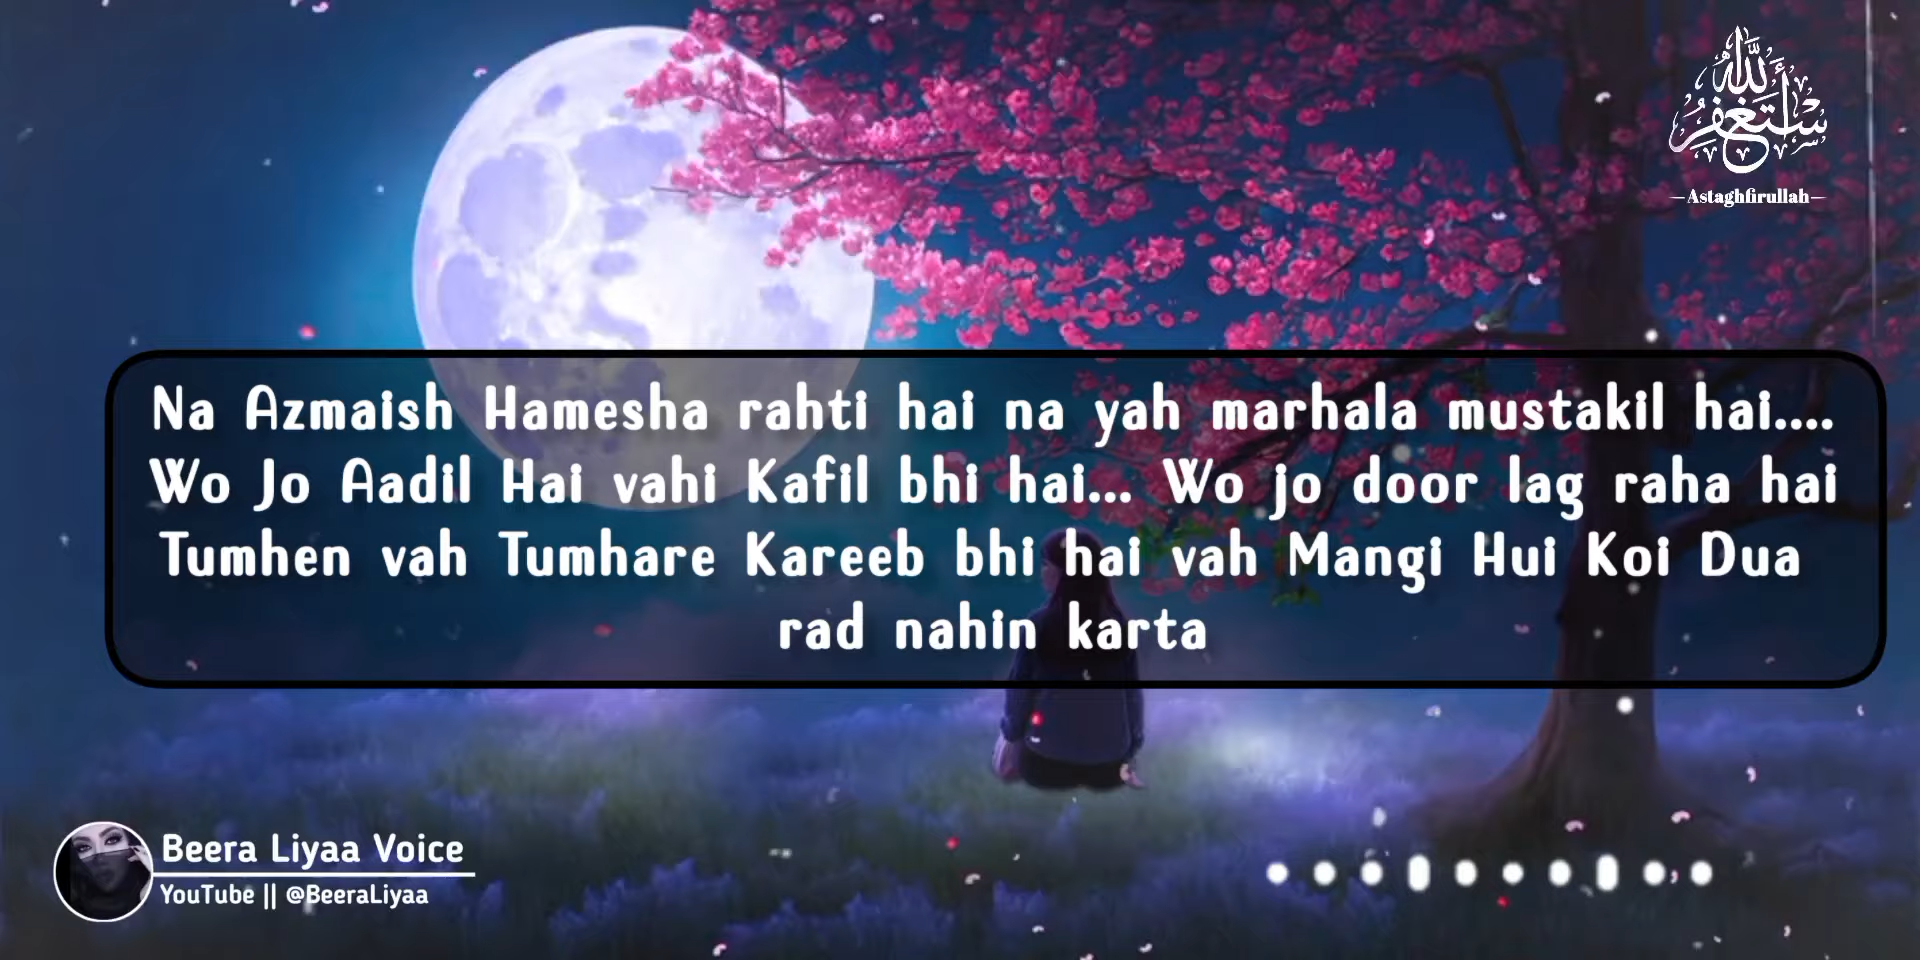 أستغفر الله
—Astaghfirullah—
Na Azmaish Hamesha rahti hai na yah marhala mustakil hai....
Wo Jo Aadil Hai vahi Kafil bhi hai... Wo jo door lag raha hai
Tumhen vah Tumhare Kareeb bhi hai vah Mangi Hui Koi Dua
rad nahin karta
Beera Liyaa Voice
YouTube || @BeeraLiyaa